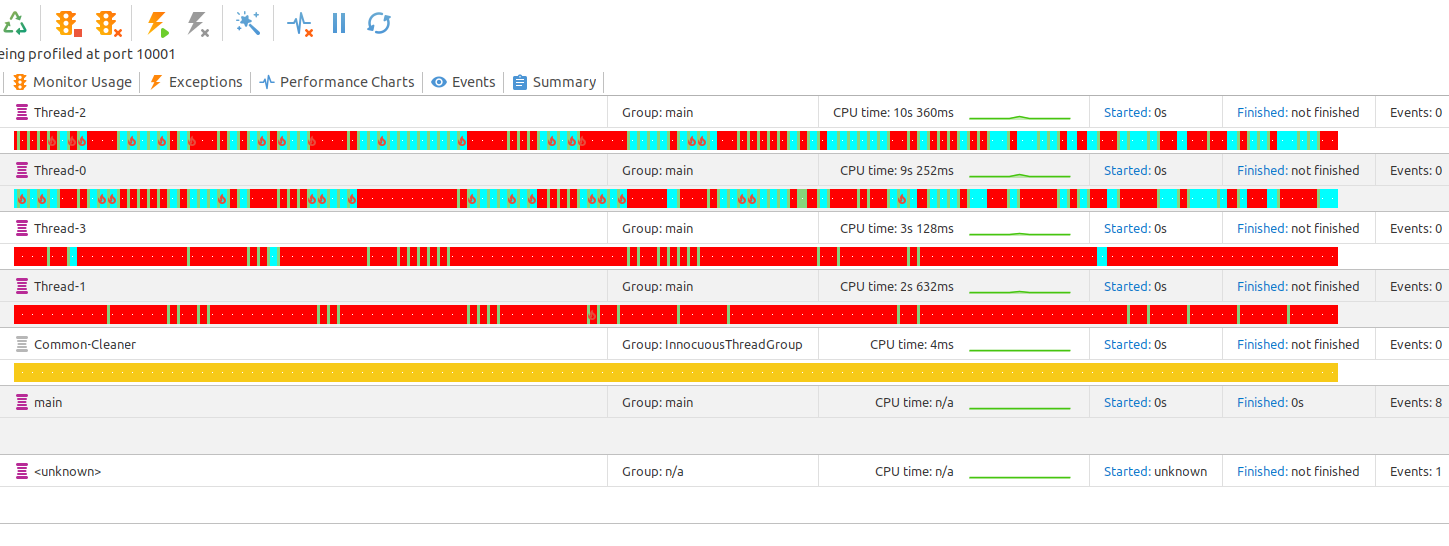 eing profiled at port 10001
Monitor Usage Exceptions Performance Charts Events Summary
Thread-2 Group: main CPU time: 10s 360ms Started: 0s Finished: not finished Events: 0
Thread-0 Group: main CPU time: 9s 252ms Started: 0s Finished: not finished Events: 0
Thread-3 Group: main CPU time: 3s 128ms Started: 0s Finished: not finished Events: 0
Thread-1 Group: main CPU time: 2s 632ms Started: 0s Finished: not finished Events: 0
Common-Cleaner Group: InnocuousThreadGroup CPU time: 4ms Started: 0s Finished: not finished Events: 0
main Group: main CPU time: n/a Started: 0s Finished: 0s Events: 8
<unknown> Group: n/a CPU time: n/a Started: unknown Finished: not finished Events: 1